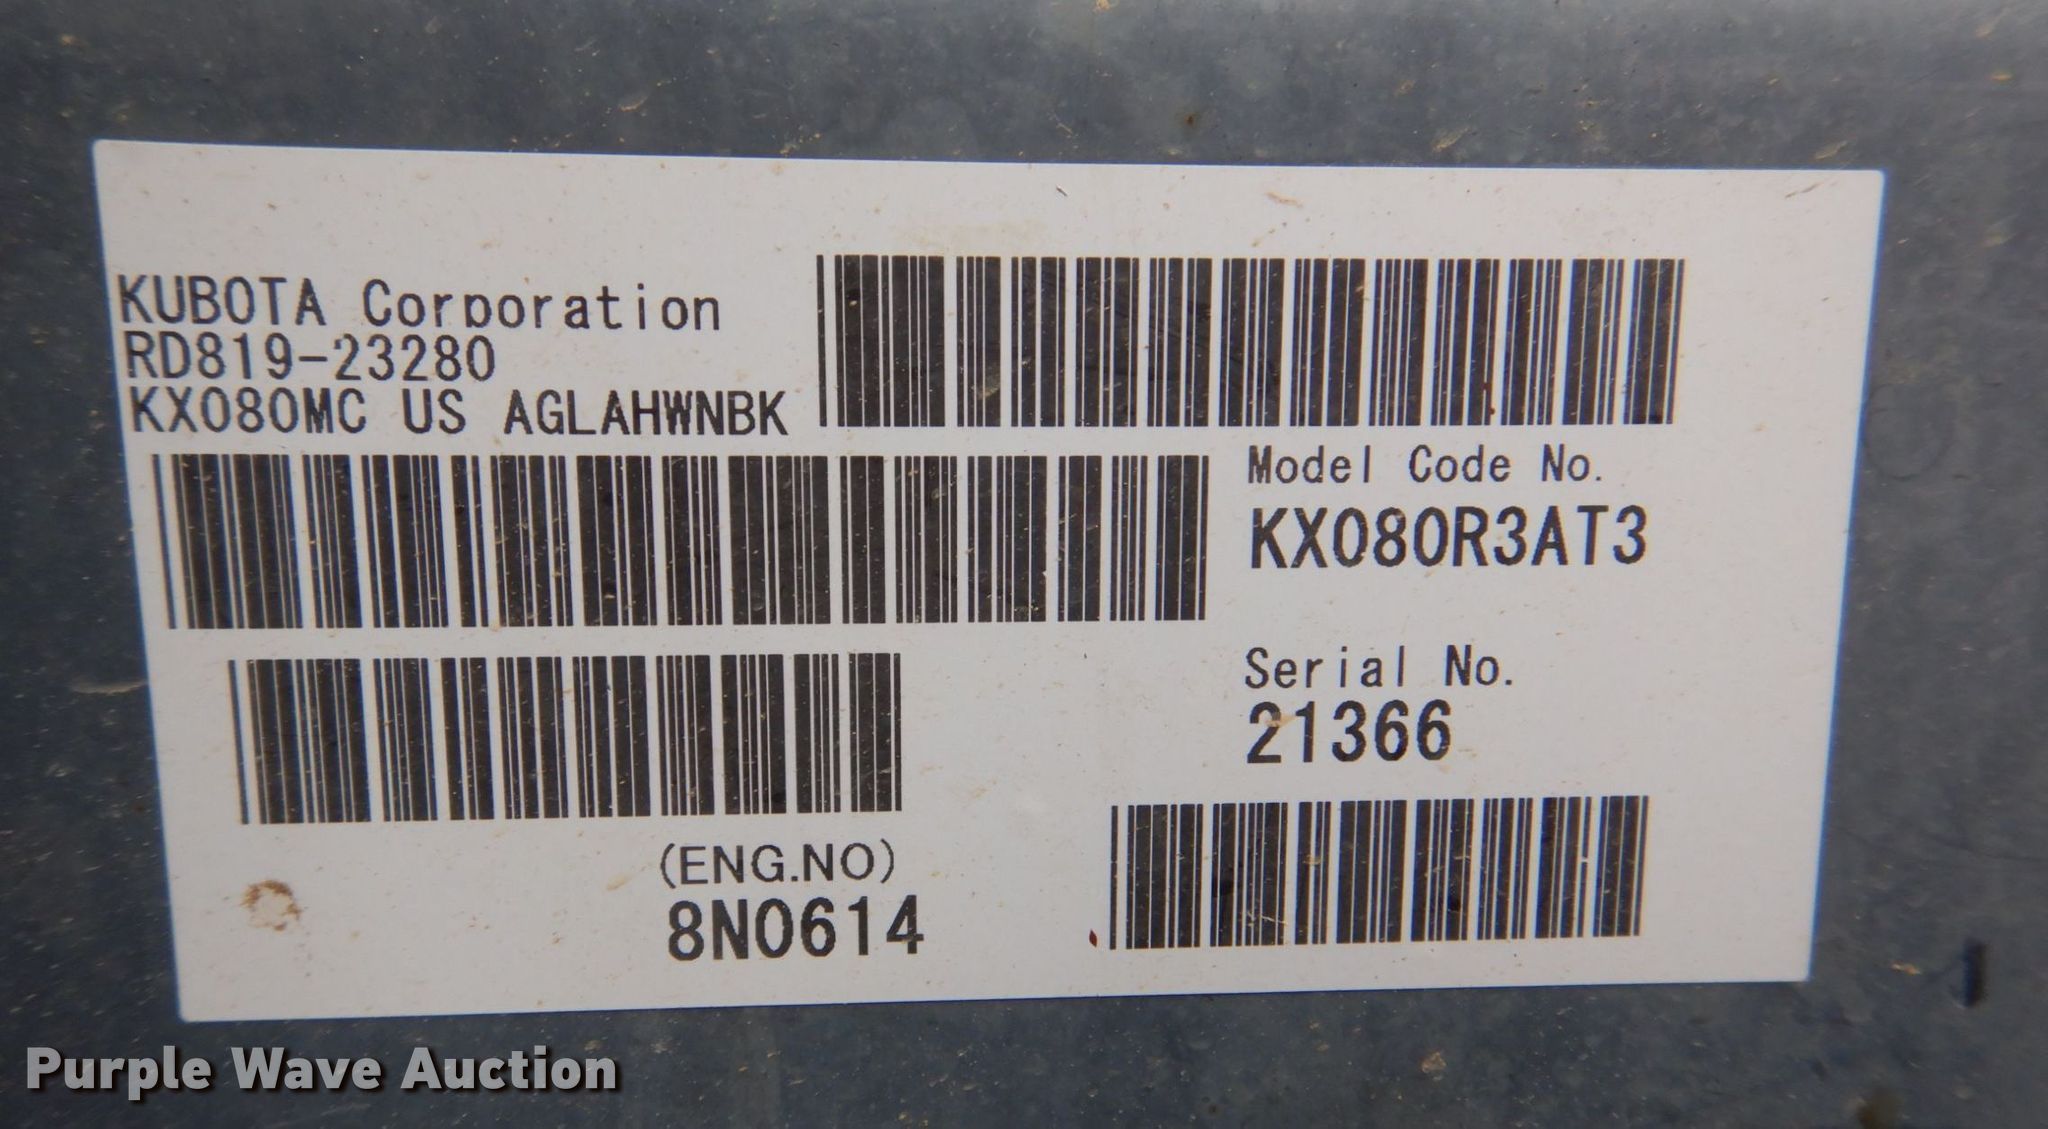 KUBOTA Corporation
RD819-23280
KX080MC US AGLAHWNBK
Model Code No.
KX080R3AT3
Serial No.
21366
(ENG.NO)
8N0614
Purple Wave Auction